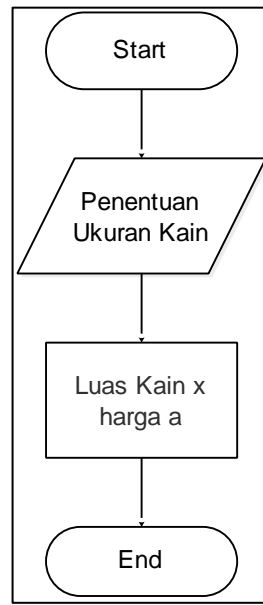 Start
Penentuan
Ukuran Kain
Luas Kain x
harga a
End